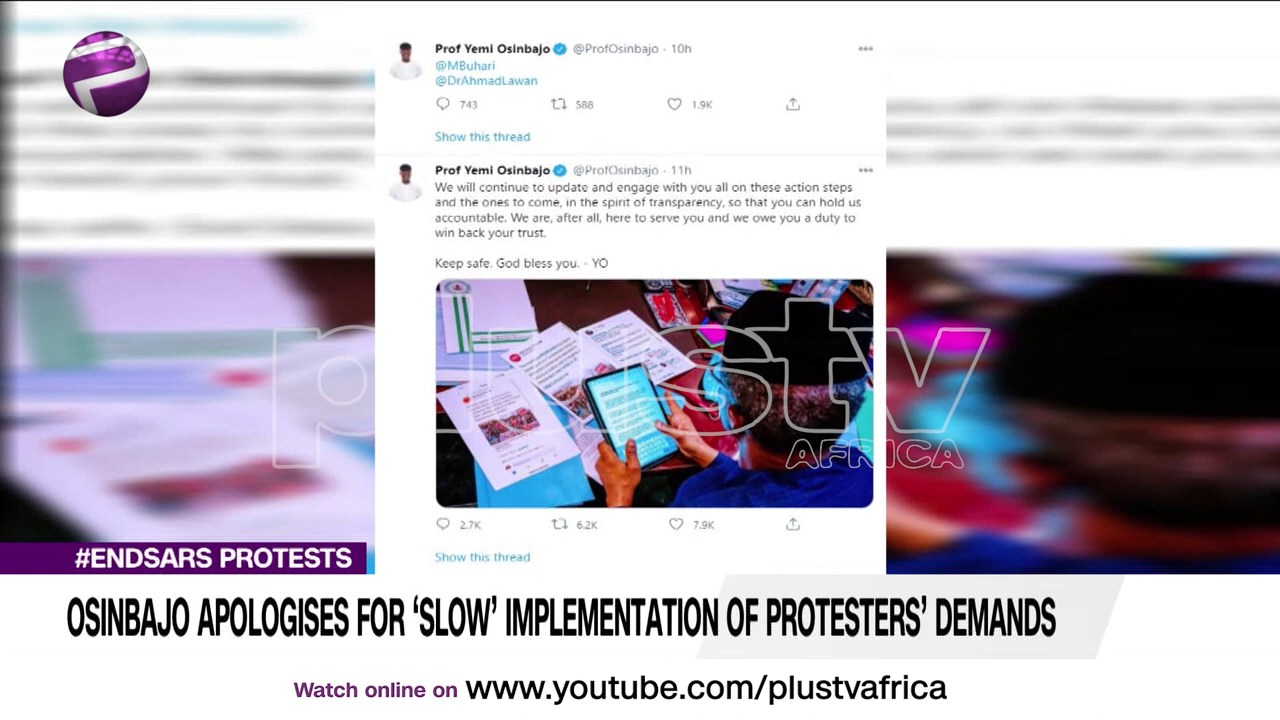 Prof Yemi Osinbajo @ProfOsinbajo · 10h
@MBuhari
@DrAhmadLawan
743 588 1.9K
Show this thread
Prof Yemi Osinbajo @ProfOsinbajo · 11h
We will continue to update and engage with you all on these action steps
and the ones to come, in the spirit of transparency, so that you can hold us
accountable. We are, after all, here to serve you and we owe you a duty to
win back your trust.
Keep safe. God bless you. - YO
plustv
AFRICA
2.7K 6.2K 7.9K
Show this thread
#ENDSARS PROTESTS
OSINBAJO APOLOGISES FOR ‘SLOW’ IMPLEMENTATION OF PROTESTERS’ DEMANDS
Watch online on www.youtube.com/plustvafrica